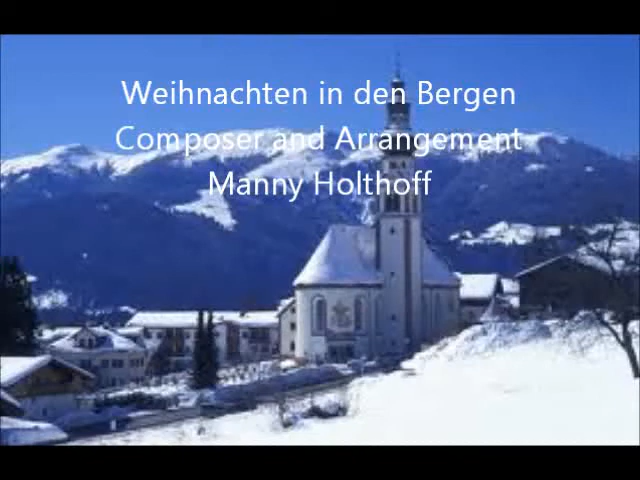 Weihnachten in den Bergen
Composer and Arrangement
Manny Holthoff